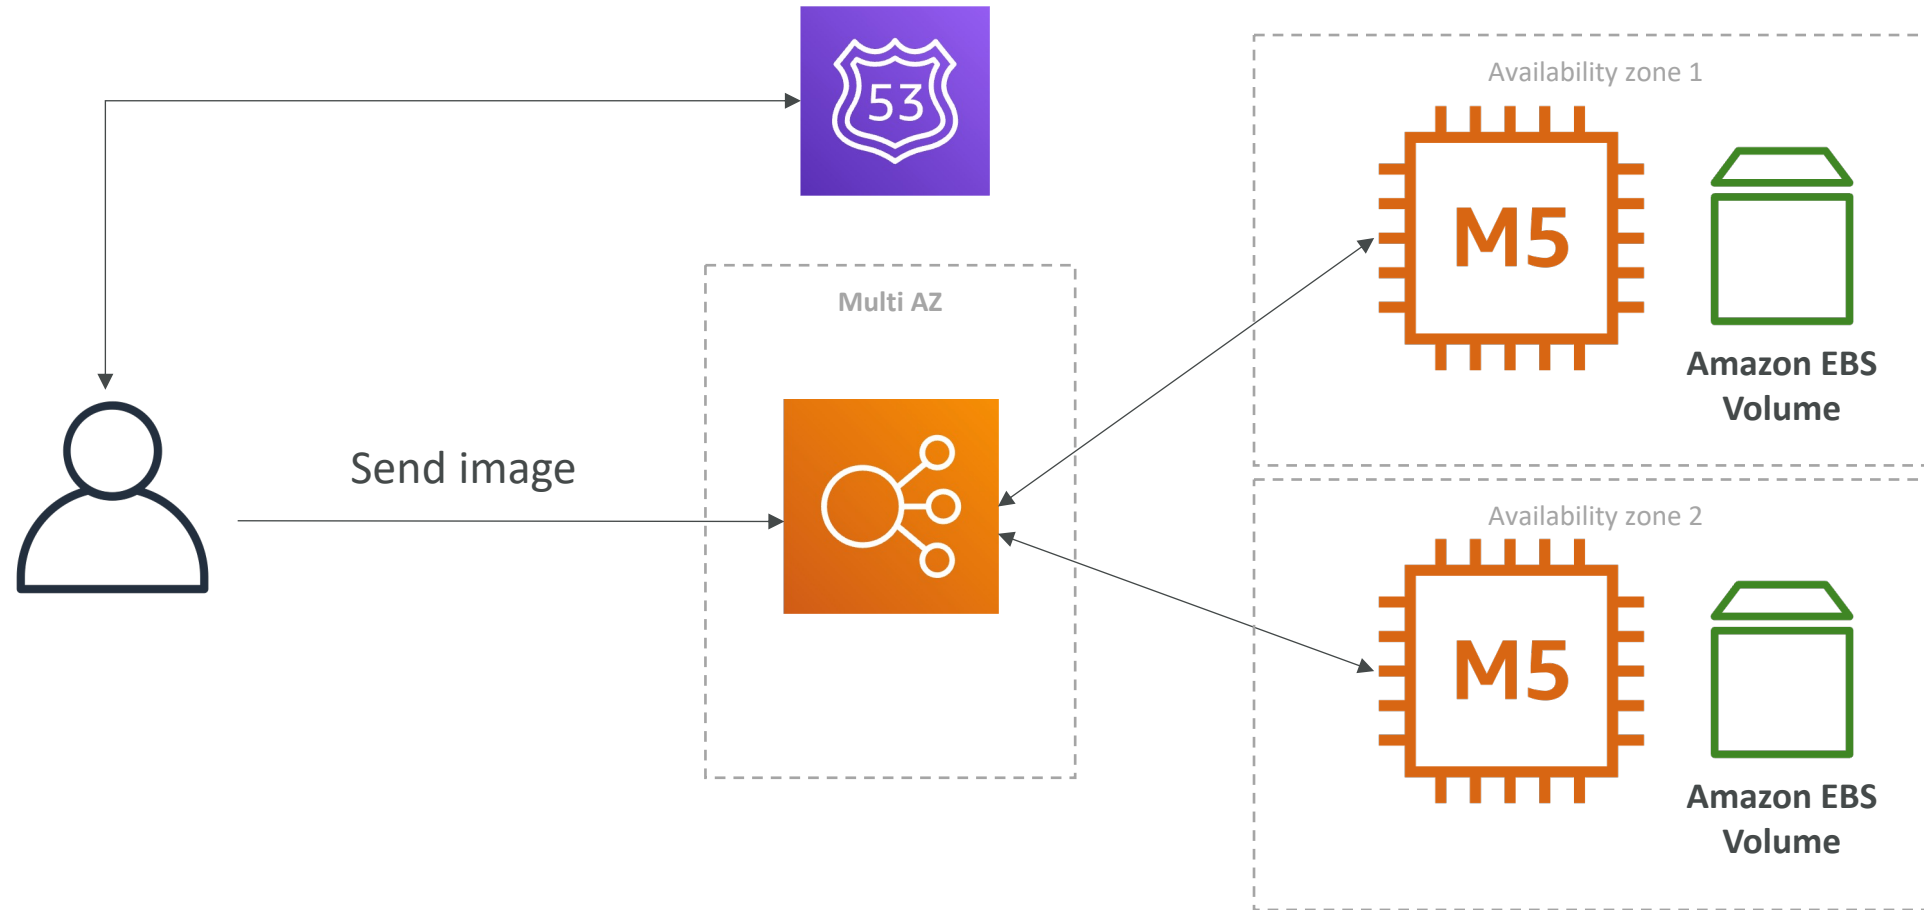 53
Availability zone 1
M5
Amazon EBS
Volume
Multi AZ
Send image
Availability zone 2
M5
Amazon EBS
Volume